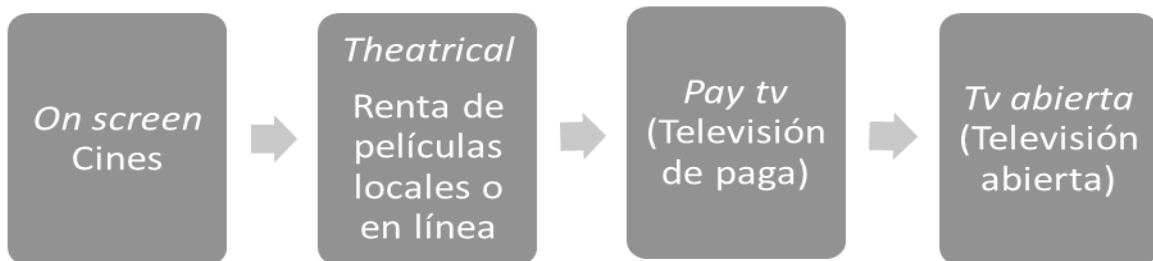 On screen
Cines
Theatrical
Renta de
películas
locales o
en línea
Pay tv
(Televisión
de paga)
Tv abierta
(Televisión
abierta)